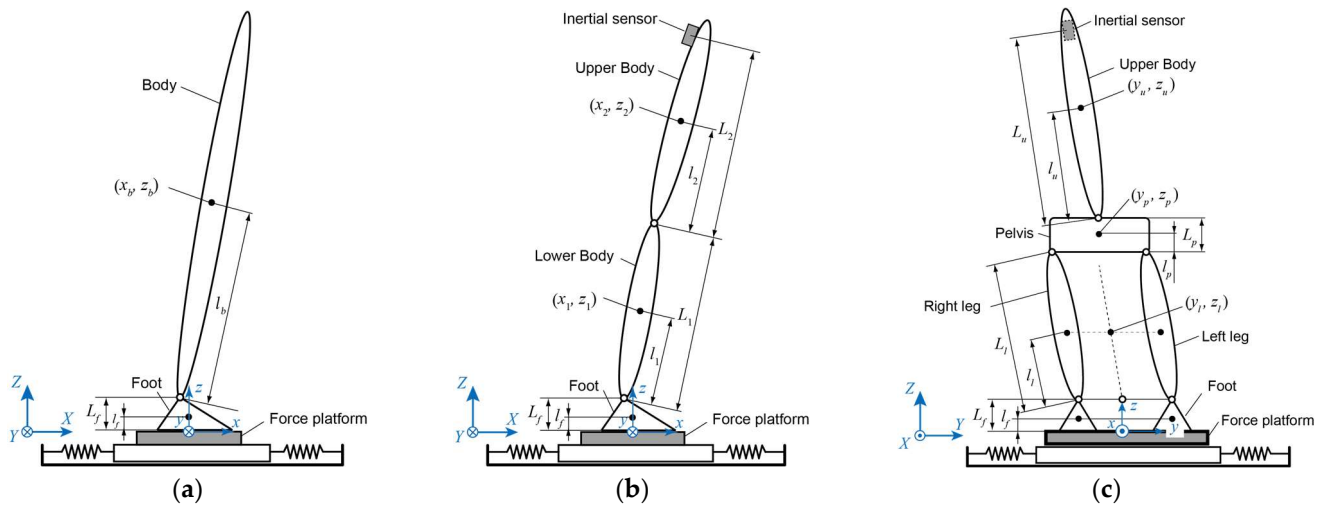 Body
(x_b, z_b)
l_b
Foot
Z
X
Y
L_f
l_f
z
y
x
Force platform
(a)
Inertial sensor
Upper Body
(x_2, z_2)
L_2
l_2
Lower Body
(x_1, z_1)
L_1
l_1
Foot
Z
X
Y
L_f
l_f
z
y
x
Force platform
(b)
Inertial sensor
Upper Body
(y_u, z_u)
L_u
l_u
(y_p, z_p)
Pelvis
L_p
l_p
Right leg
(y_l, z_l)
L_l
l_l
Left leg
Foot
Z
Y
X
L_f
l_f
z
x
y
Force platform
(c)